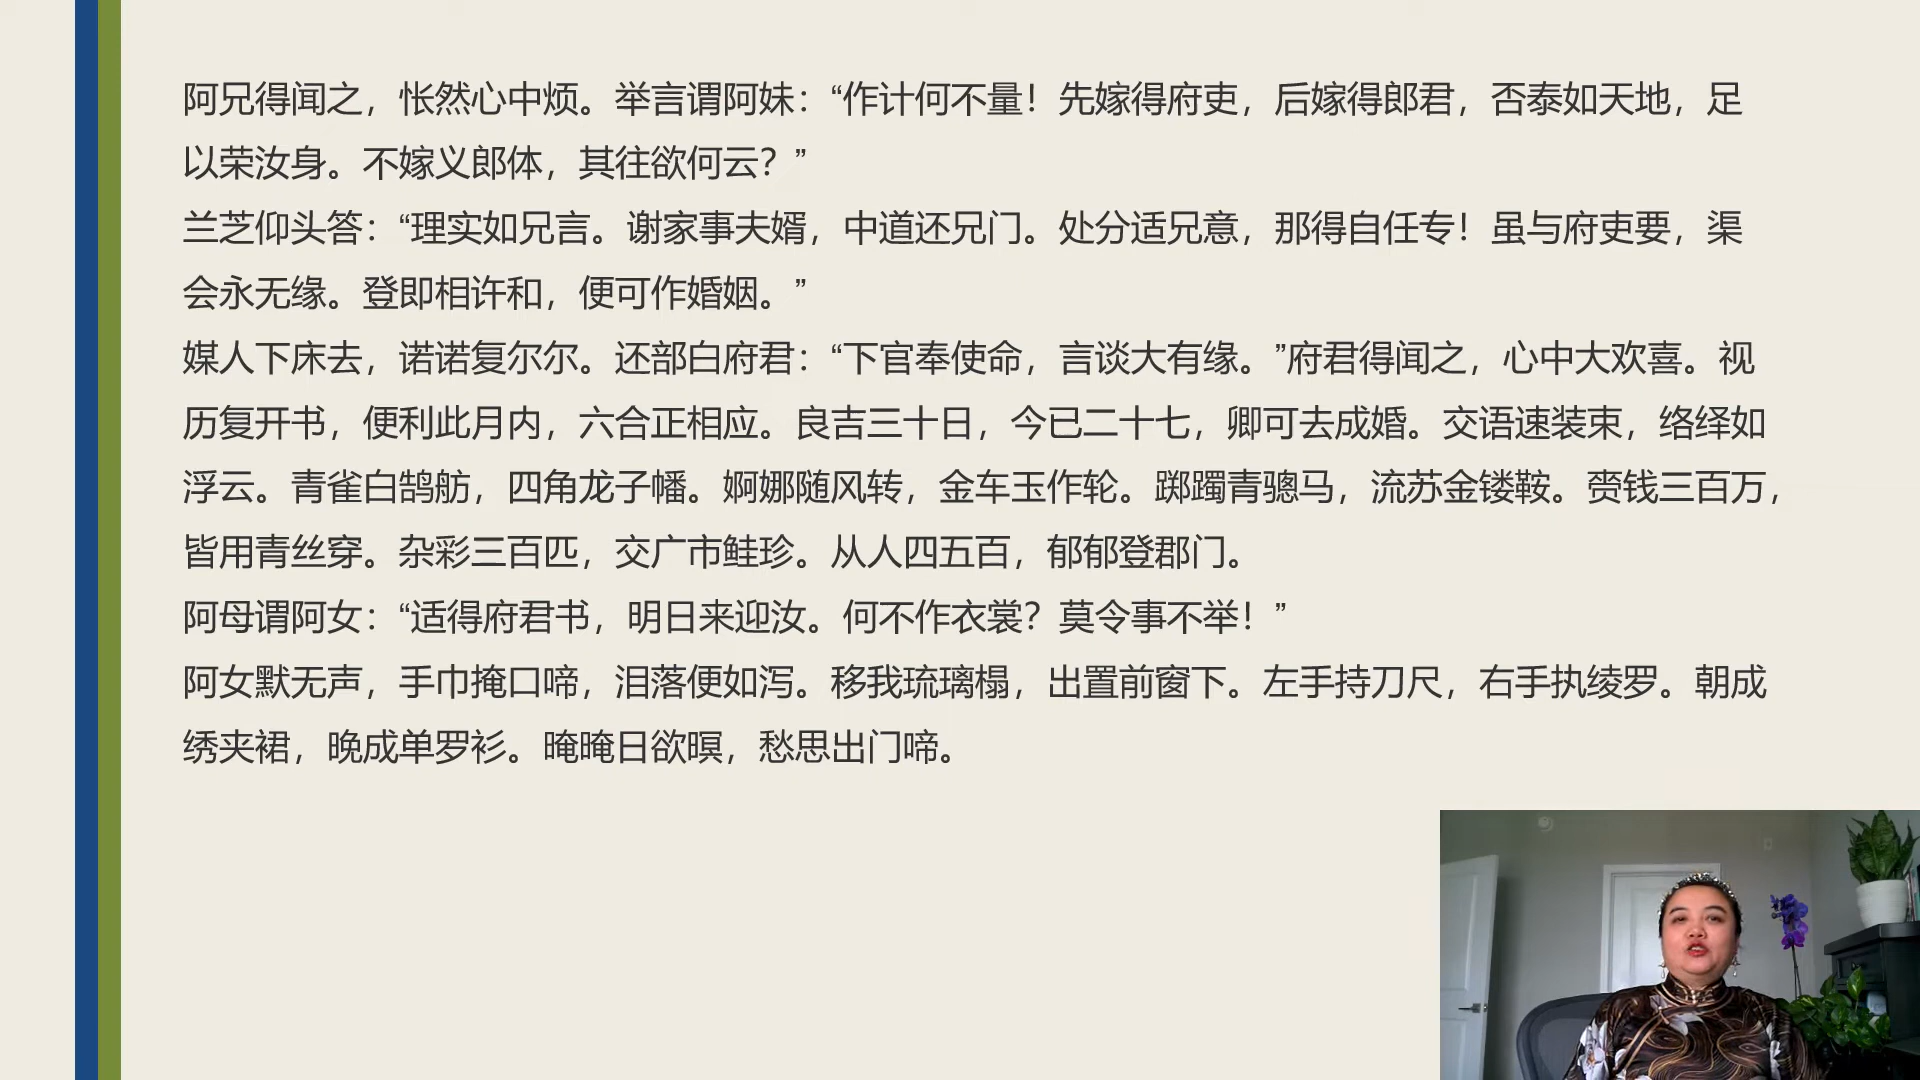 阿兄得闻之，怅然心中烦。举言谓阿妹：“作计何不量！先嫁得府吏，后嫁得郎君，否泰如天地，足
以荣汝身。不嫁义郎体，其往欲何云？”
兰芝仰头答：“理实如兄言。谢家事夫婿，中道还兄门。处分适兄意，那得自任专！虽与府吏要，渠
会永无缘。登即相许和，便可作婚姻。”
媒人下床去，诺诺复尔尔。还部白府君：“下官奉使命，言谈大有缘。”府君得闻之，心中大欢喜。视
历复开书，便利此月内，六合正相应。良吉三十日，今已二十七，卿可去成婚。交语速装束，络绎如
浮云。青雀白鹄舫，四角龙子幡。婀娜随风转，金车玉作轮。踯躅青骢马，流苏金镂鞍。赍钱三百万，
皆用青丝穿。杂彩三百匹，交广市鲑珍。从人四五百，郁郁登郡门。
阿母谓阿女：“适得府君书，明日来迎汝。何不作衣裳？莫令事不举！”
阿女默无声，手巾掩口啼，泪落便如泻。移我琉璃榻，出置前窗下。左手持刀尺，右手执绫罗。朝成
绣夹裙，晚成单罗衫。晻晻日欲暝，愁思出门啼。